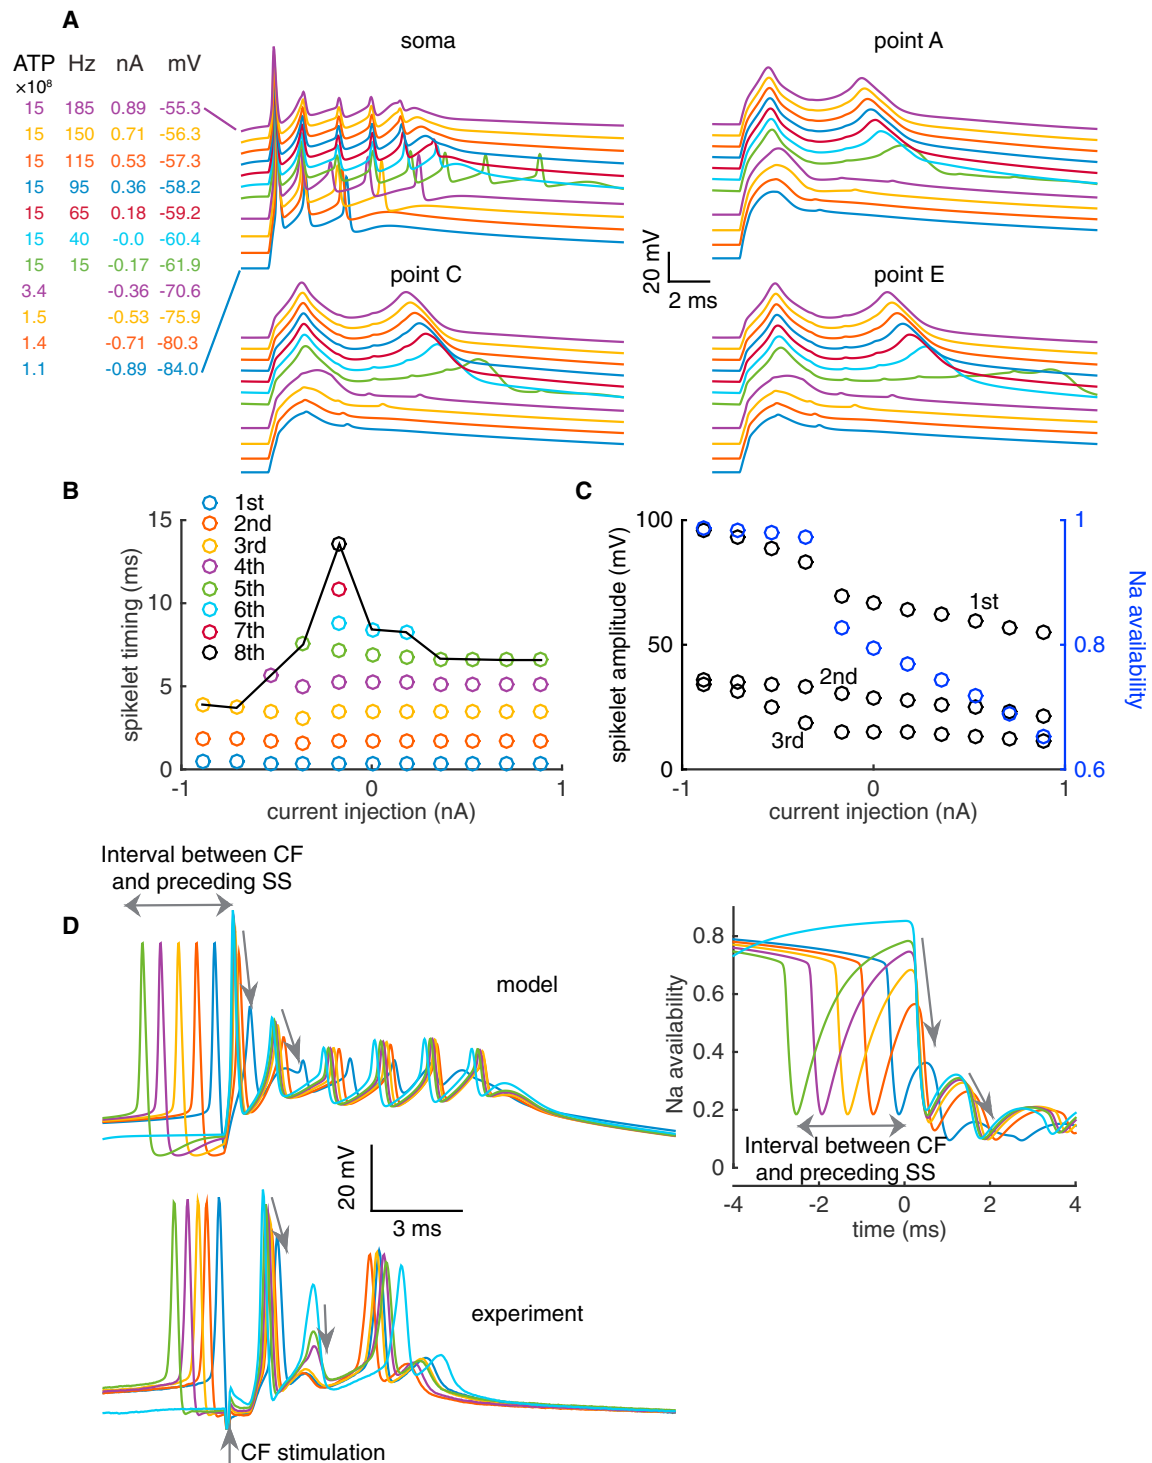 A
soma
point A
ATP Hz nA mV
×10⁸
15 185 0.89 -55.3
15 150 0.71 -56.3
15 115 0.53 -57.3
15 95 0.36 -58.2
15 65 0.18 -59.2
15 40 -0.0 -60.4
15 15 -0.17 -61.9
3.4 -0.36 -70.6
1.5 -0.53 -75.9
1.4 -0.71 -80.3
1.1 -0.89 -84.0
20 mV
2 ms
point C
point E
B
15
10
5
0
spikelet timing (ms)
1st
2nd
3rd
4th
5th
6th
7th
8th
-1 0 1
current injection (nA)
C
100
50
0
spikelet amplitude (mV)
1st
2nd
3rd
1
0.8
0.6
Na availability
-1 0 1
current injection (nA)
D
Interval between CF
and preceding SS
model
20 mV
3 ms
experiment
CF stimulation
0.8
0.6
0.4
0.2
0
Na availability
Interval between CF
and preceding SS
-4 -2 0 2 4
time (ms)